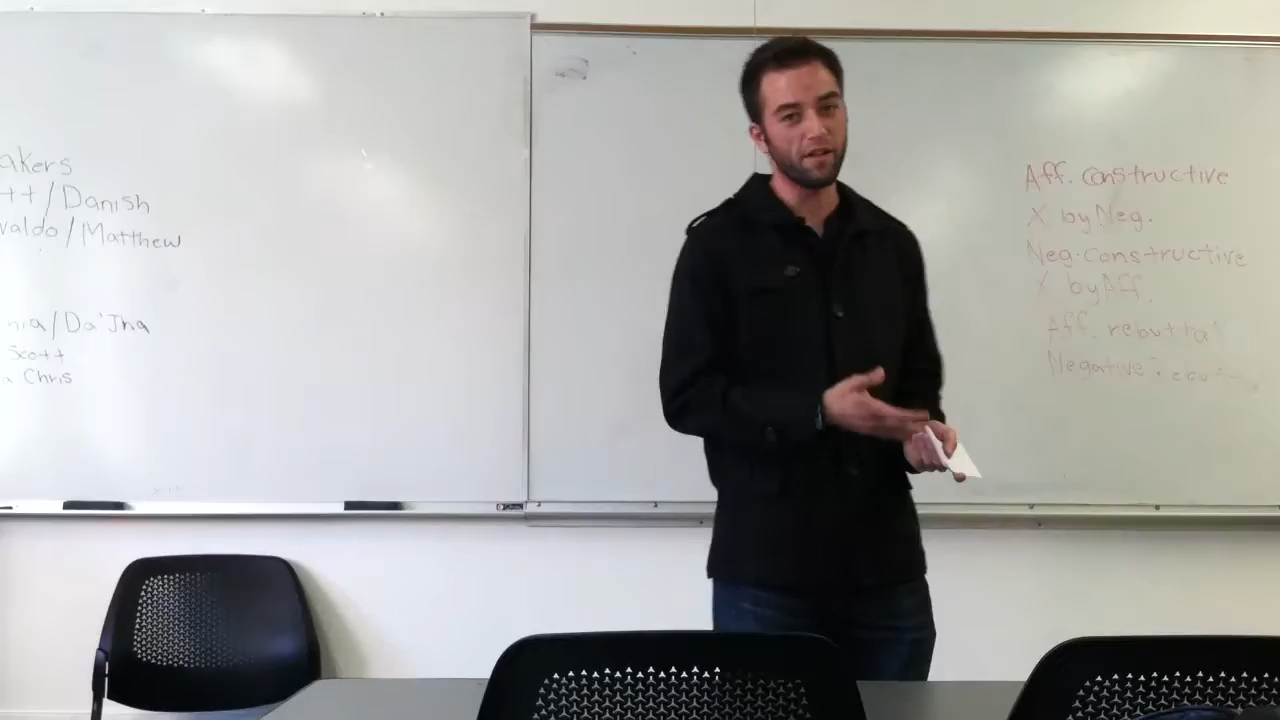 akers
tt/Danish
valdo/Matthew
nia/Da'Jha
Scott
Chris
Aff. constructive
X by Neg.
Neg. constructive
X by Aff.
Aff. rebuttal
Negative